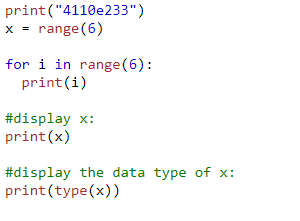 print("4110e233")
x = range(6)
for i in range(6):
  print(i)
#display x:
print(x)
#display the data type of x:
print(type(x))